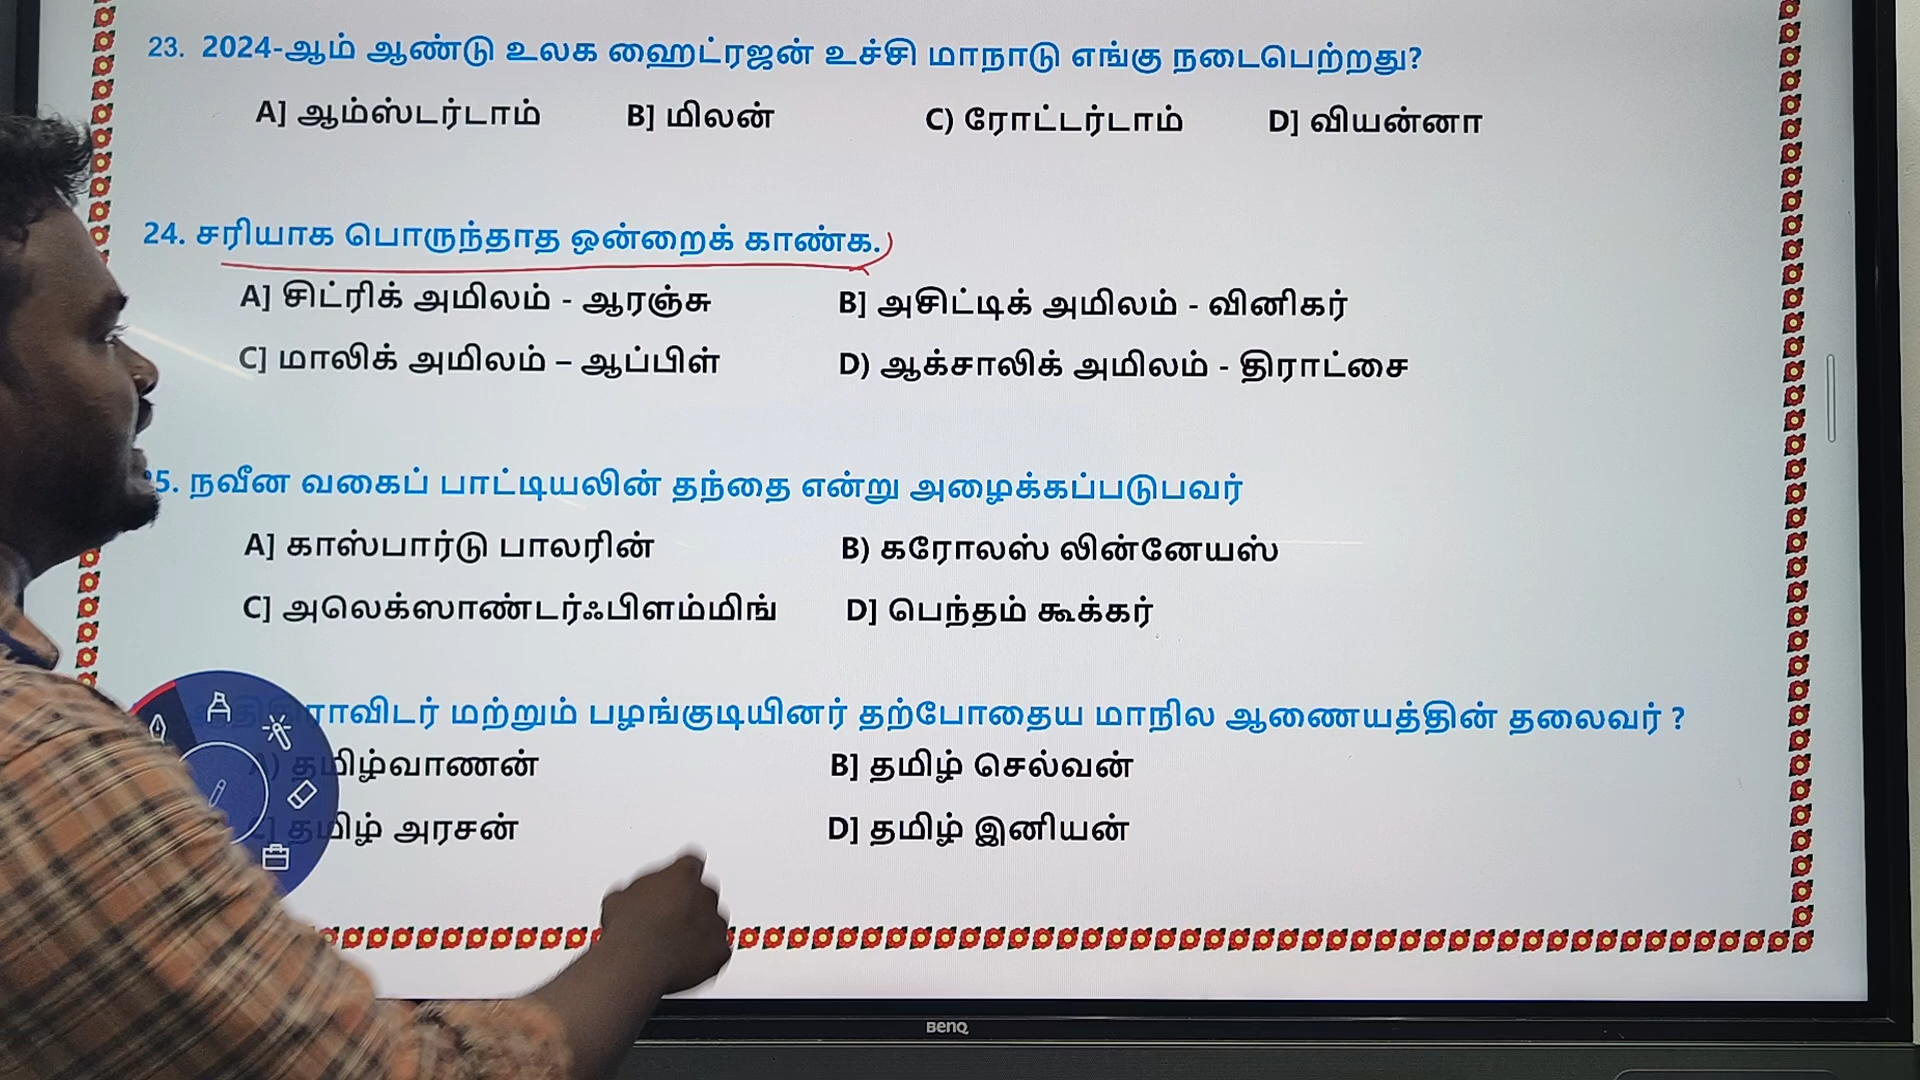 23. 2024-ஆம் ஆண்டு உலக ஹைட்ரஜன் உச்சி மாநாடு எங்கு நடைபெற்றது?
A] ஆம்ஸ்டர்டாம் B] மிலன் C) ரோட்டர்டாம் D] வியன்னா
24. சரியாக பொருந்தாத ஒன்றைக் காண்க.
A] சிட்ரிக் அமிலம் - ஆரஞ்சு B] அசிட்டிக் அமிலம் - வினிகர்
C] மாலிக் அமிலம் – ஆப்பிள் D) ஆக்சாலிக் அமிலம் - திராட்சை
5. நவீன வகைப் பாட்டியலின் தந்தை என்று அழைக்கப்படுபவர்
A] காஸ்பார்டு பாலரின் B) கரோலஸ் லின்னேயஸ்
C] அலெக்ஸாண்டர்ஃபிளம்மிங் D] பெந்தம் கூக்கர்
மற்றும் பழங்குடியினர் தற்போதைய மாநில ஆணையத்தின் தலைவர் ?
A) தமிழ்வாணன் B] தமிழ் செல்வன்
C] தமிழ் அரசன் D] தமிழ் இனியன்
BenQ